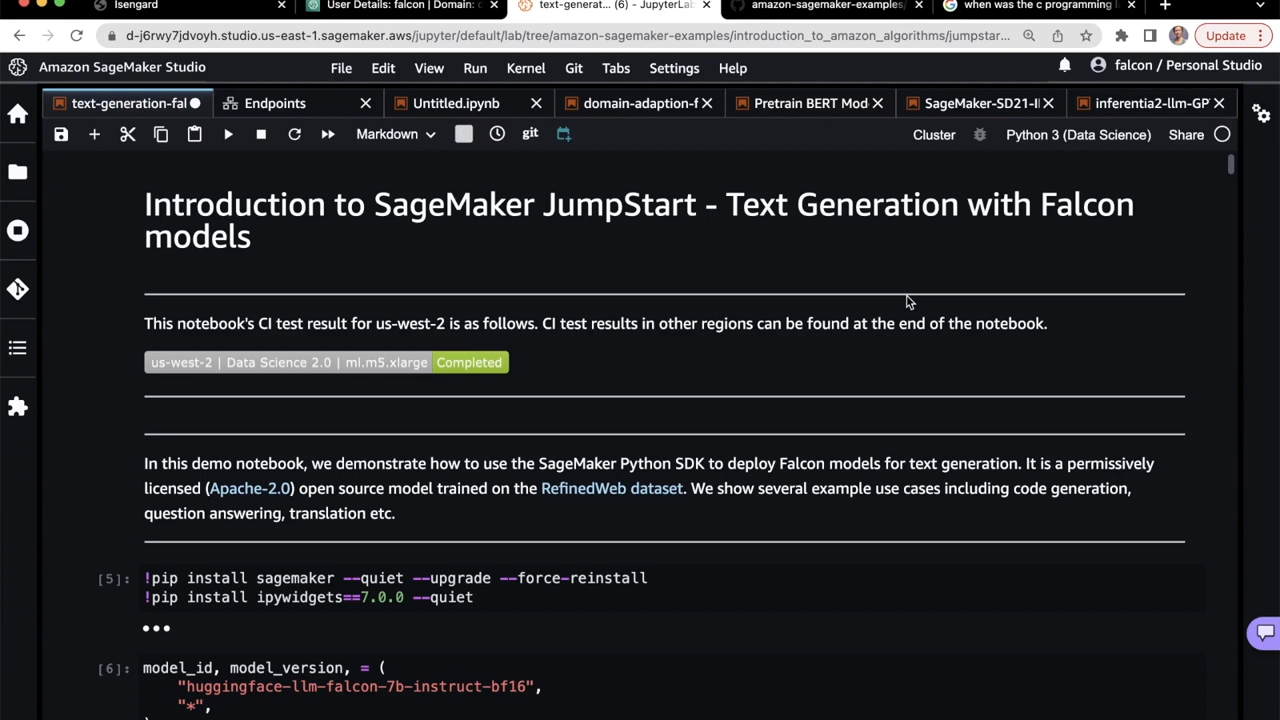 Isengard
User Details: falcon | Domain: c
text-generat... (6) - JupyterLab
amazon-sagemaker-examples/
when was the c programming l
d-j6rwy7jdvoyh.studio.us-east-1.sagemaker.aws/jupyter/default/lab/tree/amazon-sagemaker-examples/introduction_to_amazon_algorithms/jumpstar...
Update
Amazon SageMaker Studio
File Edit View Run Kernel Git Tabs Settings Help
falcon / Personal Studio
text-generation-fal
Endpoints
Untitled.ipynb
domain-adaption-f
Pretrain BERT Mod
SageMaker-SD21-I
inferentia2-llm-GP
Markdown
git
Cluster
Python 3 (Data Science)
Share
Introduction to SageMaker JumpStart - Text Generation with Falcon
models
This notebook's CI test result for us-west-2 is as follows. CI test results in other regions can be found at the end of the notebook.
us-west-2 | Data Science 2.0 | ml.m5.xlarge Completed
In this demo notebook, we demonstrate how to use the SageMaker Python SDK to deploy Falcon models for text generation. It is a permissively
licensed (Apache-2.0) open source model trained on the RefinedWeb dataset. We show several example use cases including code generation,
question answering, translation etc.
[5]: !pip install sagemaker --quiet --upgrade --force-reinstall
!pip install ipywidgets==7.0.0 --quiet
•••
[6]: model_id, model_version, = (
"huggingface-llm-falcon-7b-instruct-bf16",
"*",
)